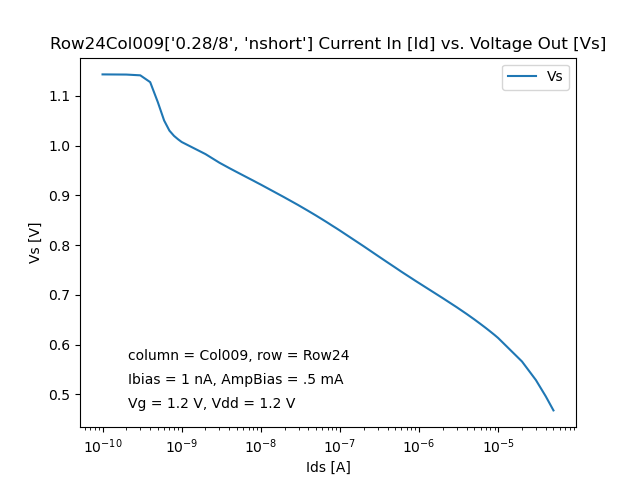 Row24Col009['0.28/8', 'nshort'] Current In [Id] vs. Voltage Out [Vs]
Vs
1.1
1.0
0.9
0.8
0.7
0.6
0.5
Vs [V]
column = Col009, row = Row24
Ibias = 1 nA, AmpBias = .5 mA
Vg = 1.2 V, Vdd = 1.2 V
10⁻¹⁰ 10⁻⁹ 10⁻⁸ 10⁻⁷ 10⁻⁶ 10⁻⁵
Ids [A]